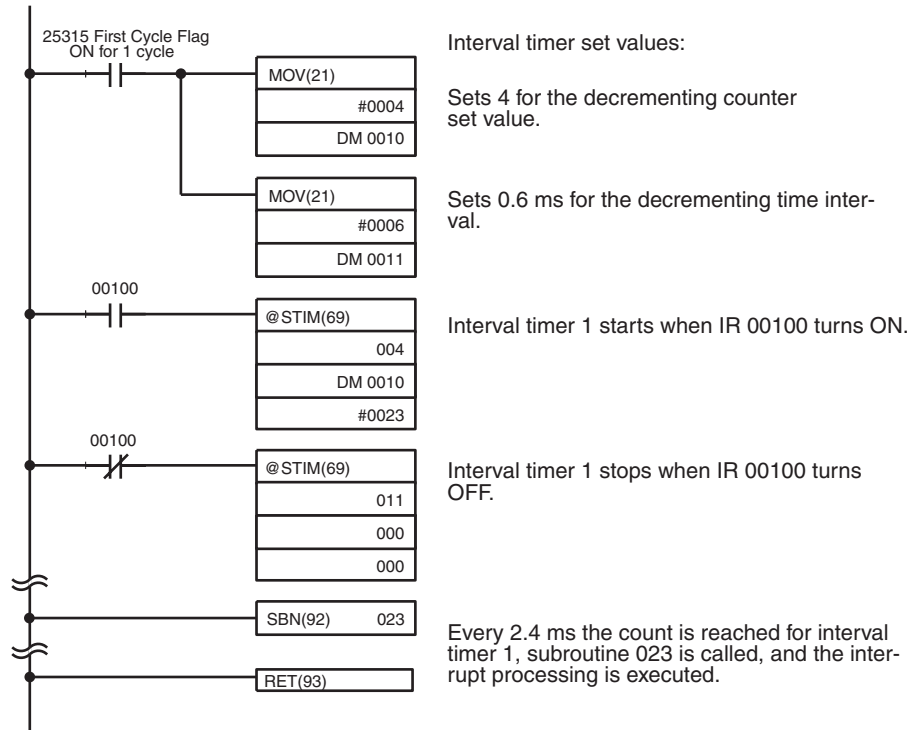 25315 First Cycle Flag
ON for 1 cycle
MOV(21)
#0004
DM 0010
Interval timer set values:
Sets 4 for the decrementing counter
set value.
MOV(21)
#0006
DM 0011
Sets 0.6 ms for the decrementing time inter-
val.
00100
@STIM(69)
004
DM 0010
#0023
Interval timer 1 starts when IR 00100 turns ON.
00100
@STIM(69)
011
000
000
Interval timer 1 stops when IR 00100 turns
OFF.
SBN(92) 023
RET(93)
Every 2.4 ms the count is reached for interval
timer 1, subroutine 023 is called, and the inter-
rupt processing is executed.